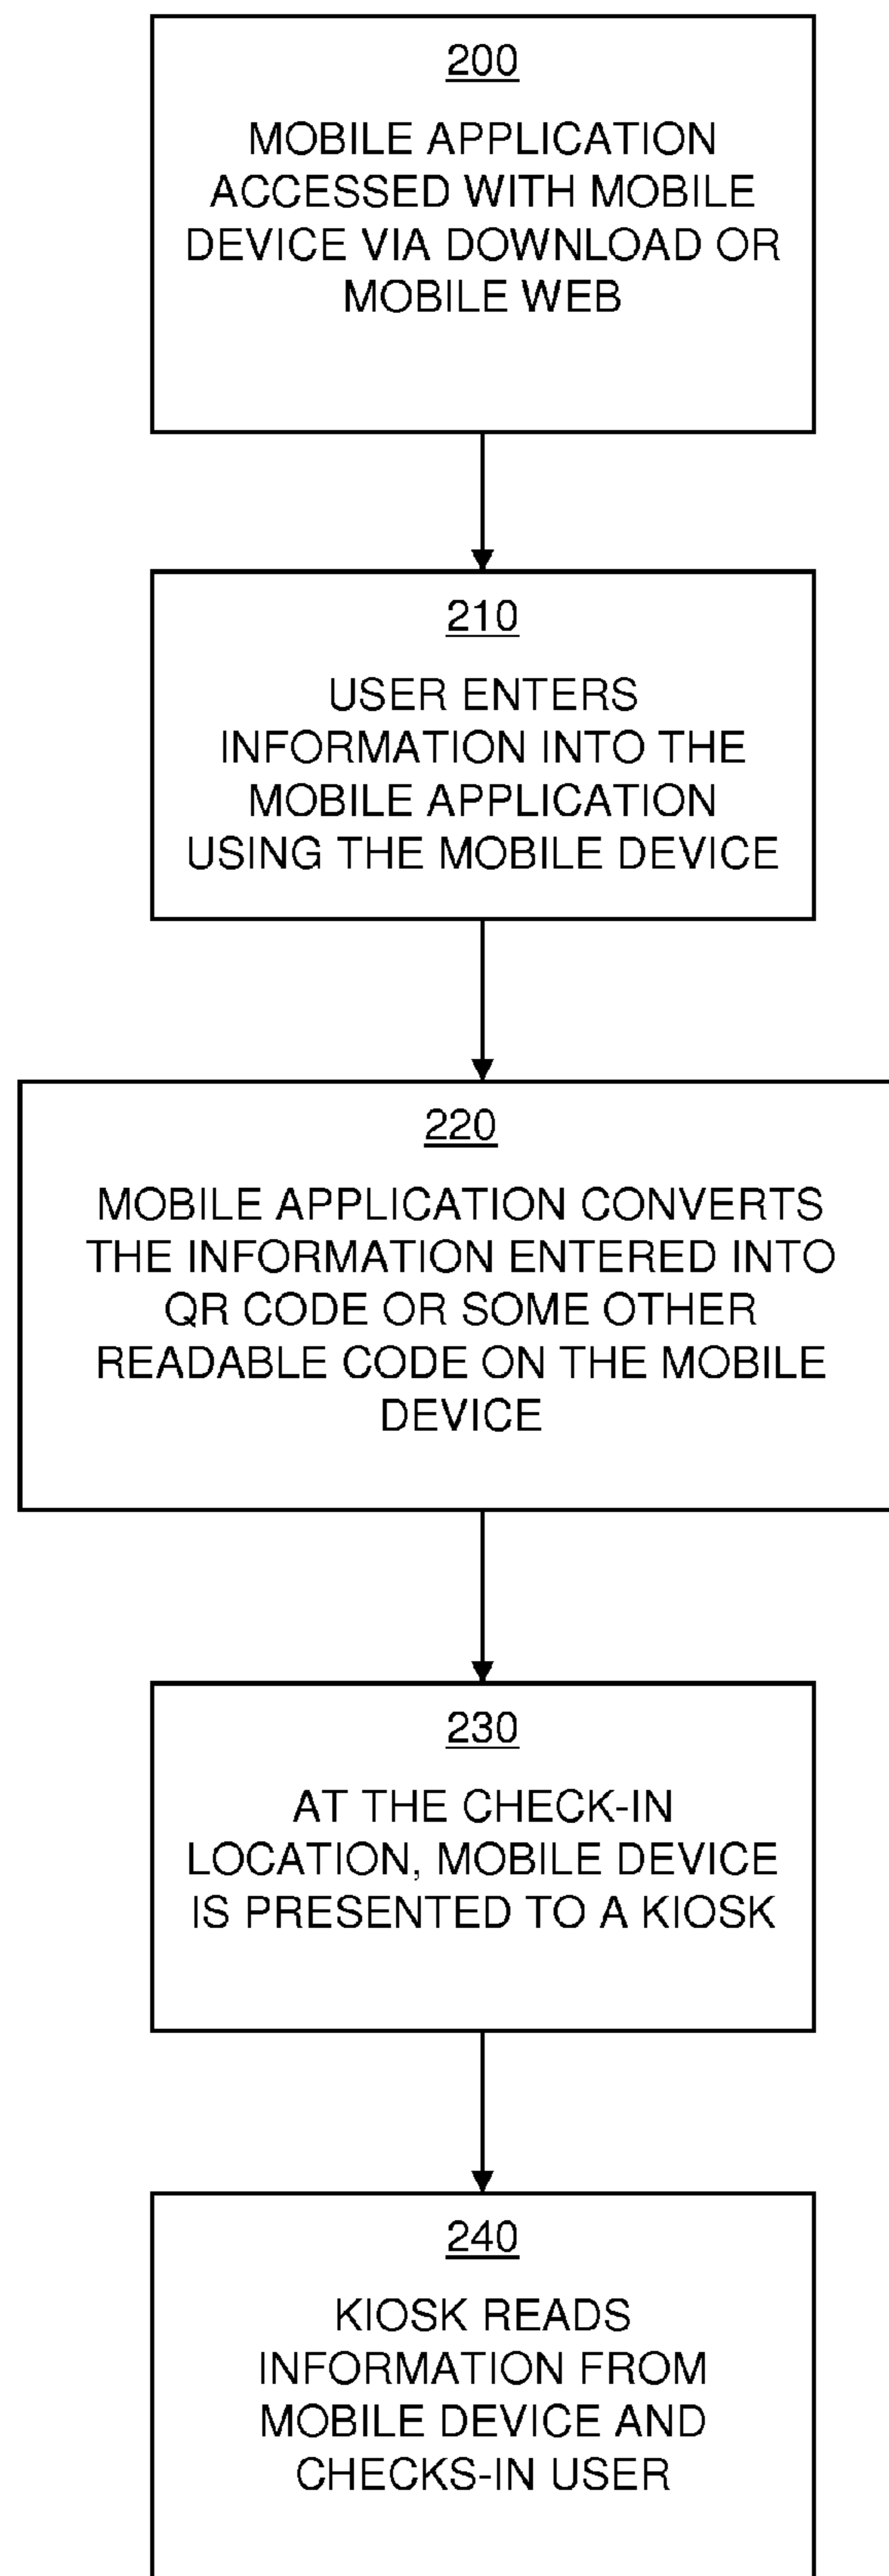 200
MOBILE APPLICATION
ACCESSED WITH MOBILE
DEVICE VIA DOWNLOAD OR
MOBILE WEB
210
USER ENTERS
INFORMATION INTO THE
MOBILE APPLICATION
USING THE MOBILE DEVICE
220
MOBILE APPLICATION CONVERTS
THE INFORMATION ENTERED INTO
QR CODE OR SOME OTHER
READABLE CODE ON THE MOBILE
DEVICE
230
AT THE CHECK-IN
LOCATION, MOBILE DEVICE
IS PRESENTED TO A KIOSK
240
KIOSK READS
INFORMATION FROM
MOBILE DEVICE AND
CHECKS-IN USER